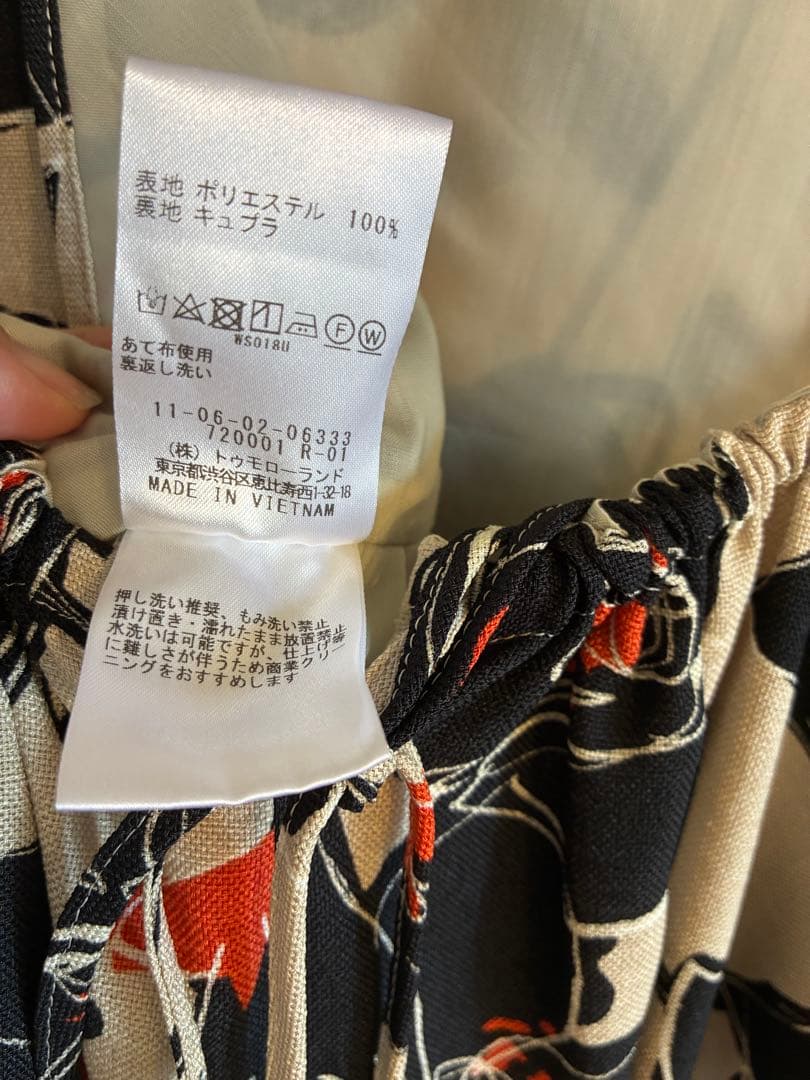 表地 ポリエステル 100%
裏地 キュプラ
F W
WS018U
あて布使用
裏返し洗い
11-06-02-06333
720001 R-01
(株) トゥモローランド
東京都渋谷区恵比寿西1-32-18
MADE IN VIETNAM
押し洗い推奨、もみ洗い禁止
漬け置き・濡れたまま放置禁止
水洗いは可能ですが、仕上げ等
に難しさが伴うため商業クリー
ニングをおすすめします